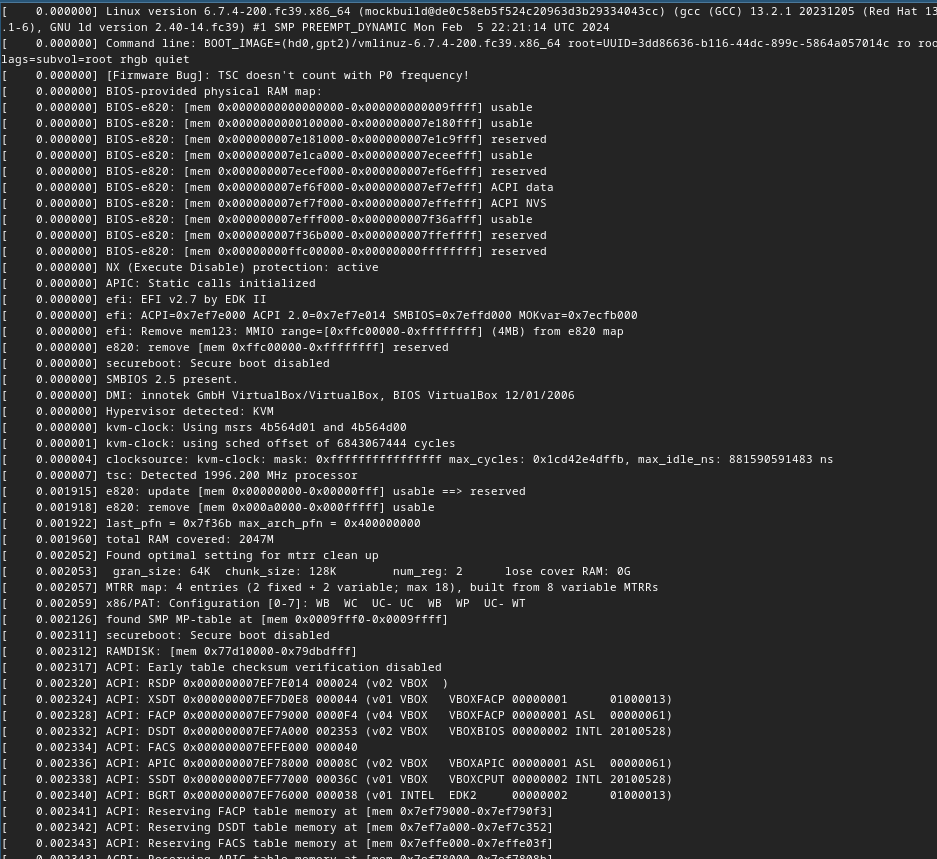 [    0.000000] Linux version 6.7.4-200.fc39.x86_64 (mockbuild@de0c58eb5f524c20963d3b29334043cc) (gcc (GCC) 13.2.1 20231205 (Red Hat 13
.1-6), GNU ld version 2.40-14.fc39) #1 SMP PREEMPT_DYNAMIC Mon Feb  5 22:21:14 UTC 2024
[    0.000000] Command line: BOOT_IMAGE=(hd0,gpt2)/vmlinuz-6.7.4-200.fc39.x86_64 root=UUID=3dd86636-b116-44dc-899c-5864a057014c ro roo
lags=subvol=root rhgb quiet
[    0.000000] [Firmware Bug]: TSC doesn't count with P0 frequency!
[    0.000000] BIOS-provided physical RAM map:
[    0.000000] BIOS-e820: [mem 0x0000000000000000-0x000000000009ffff] usable
[    0.000000] BIOS-e820: [mem 0x0000000000100000-0x000000007e180fff] usable
[    0.000000] BIOS-e820: [mem 0x000000007e181000-0x000000007e1c9fff] reserved
[    0.000000] BIOS-e820: [mem 0x000000007e1ca000-0x000000007eceefff] usable
[    0.000000] BIOS-e820: [mem 0x000000007ecef000-0x000000007ef6efff] reserved
[    0.000000] BIOS-e820: [mem 0x000000007ef6f000-0x000000007ef7efff] ACPI data
[    0.000000] BIOS-e820: [mem 0x000000007ef7f000-0x000000007effefff] ACPI NVS
[    0.000000] BIOS-e820: [mem 0x000000007efff000-0x000000007f36afff] usable
[    0.000000] BIOS-e820: [mem 0x000000007f36b000-0x000000007ffeffff] reserved
[    0.000000] BIOS-e820: [mem 0x00000000ffc00000-0x00000000ffffffff] reserved
[    0.000000] NX (Execute Disable) protection: active
[    0.000000] APIC: Static calls initialized
[    0.000000] efi: EFI v2.7 by EDK II
[    0.000000] efi: ACPI=0x7ef7e000 ACPI 2.0=0x7ef7e014 SMBIOS=0x7effd000 MOKvar=0x7ecfb000
[    0.000000] efi: Remove mem123: MMIO range=[0xffc00000-0xffffffff] (4MB) from e820 map
[    0.000000] e820: remove [mem 0xffc00000-0xffffffff] reserved
[    0.000000] secureboot: Secure boot disabled
[    0.000000] SMBIOS 2.5 present.
[    0.000000] DMI: innotek GmbH VirtualBox/VirtualBox, BIOS VirtualBox 12/01/2006
[    0.000000] Hypervisor detected: KVM
[    0.000000] kvm-clock: Using msrs 4b564d01 and 4b564d00
[    0.000001] kvm-clock: using sched offset of 6843067444 cycles
[    0.000004] clocksource: kvm-clock: mask: 0xffffffffffffffff max_cycles: 0x1cd42e4dffb, max_idle_ns: 881590591483 ns
[    0.000007] tsc: Detected 1996.200 MHz processor
[    0.001915] e820: update [mem 0x00000000-0x00000fff] usable ==> reserved
[    0.001918] e820: remove [mem 0x000a0000-0x000fffff] usable
[    0.001922] last_pfn = 0x7f36b max_arch_pfn = 0x400000000
[    0.001960] total RAM covered: 2047M
[    0.002052] Found optimal setting for mtrr clean up
[    0.002053]  gran_size: 64K  chunk_size: 128K        num_reg: 2      lose cover RAM: 0G
[    0.002057] MTRR map: 4 entries (2 fixed + 2 variable; max 18), built from 8 variable MTRRs
[    0.002059] x86/PAT: Configuration [0-7]: WB  WC  UC- UC  WB  WP  UC- WT
[    0.002126] found SMP MP-table at [mem 0x0009fff0-0x0009ffff]
[    0.002311] secureboot: Secure boot disabled
[    0.002312] RAMDISK: [mem 0x77d10000-0x79dbdfff]
[    0.002317] ACPI: Early table checksum verification disabled
[    0.002320] ACPI: RSDP 0x000000007EF7E014 000024 (v02 VBOX  )
[    0.002324] ACPI: XSDT 0x000000007EF7D0E8 000044 (v01 VBOX   VBOXFACP 00000001      01000013)
[    0.002328] ACPI: FACP 0x000000007EF79000 0000F4 (v04 VBOX   VBOXFACP 00000001 ASL  00000061)
[    0.002332] ACPI: DSDT 0x000000007EF7A000 002353 (v02 VBOX   VBOXBIOS 00000002 INTL 20100528)
[    0.002334] ACPI: FACS 0x000000007EFFE000 000040
[    0.002336] ACPI: APIC 0x000000007EF78000 00008C (v02 VBOX   VBOXAPIC 00000001 ASL  00000061)
[    0.002338] ACPI: SSDT 0x000000007EF77000 00036C (v01 VBOX   VBOXCPUT 00000002 INTL 20100528)
[    0.002340] ACPI: BGRT 0x000000007EF76000 000038 (v01 INTEL  EDK2     00000002      01000013)
[    0.002341] ACPI: Reserving FACP table memory at [mem 0x7ef79000-0x7ef790f3]
[    0.002342] ACPI: Reserving DSDT table memory at [mem 0x7ef7a000-0x7ef7c352]
[    0.002343] ACPI: Reserving FACS table memory at [mem 0x7effe000-0x7effe03f]
[    0.002343] ACPI: Reserving APIC table memory at [mem 0x7ef78000-0x7ef7808b]